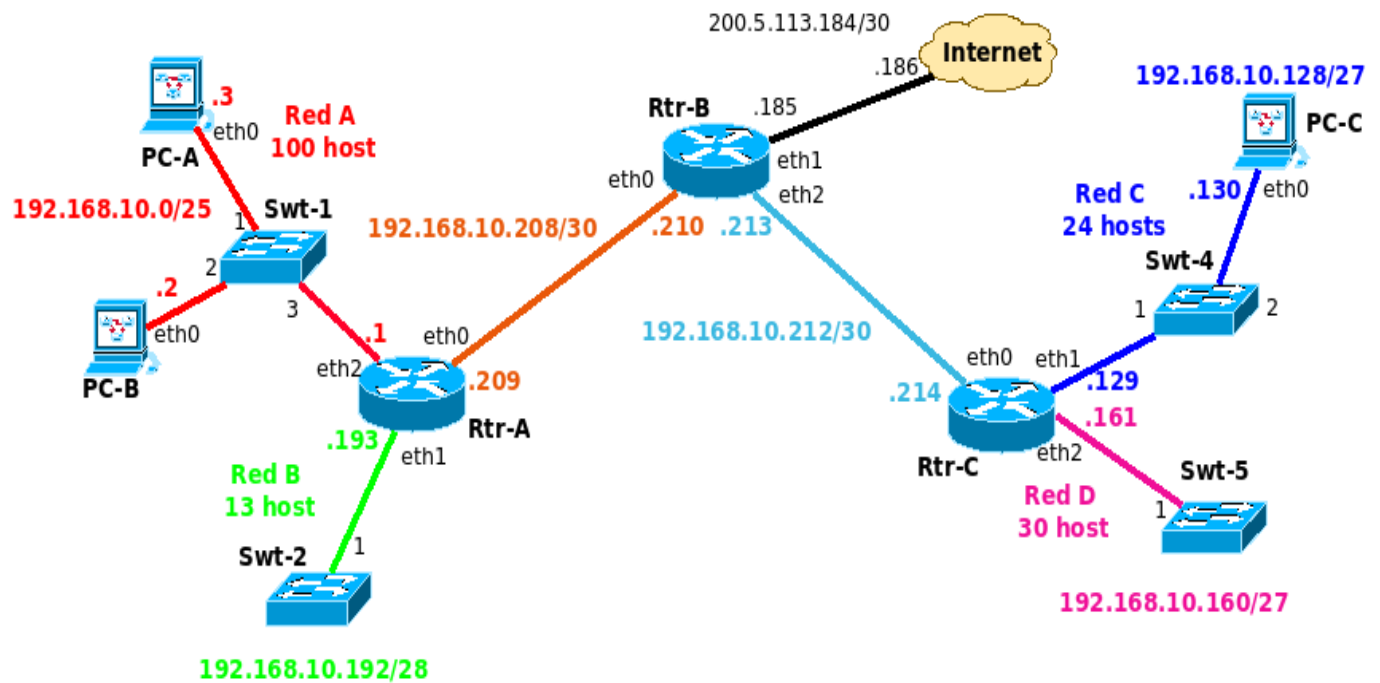 200.5.113.184/30
Internet
.186
192.168.10.128/27
.3
Red A
100 host
eth0
PC-A
Rtr-B
.185
PC-C
eth1
eth0
eth2
Red C
24 hosts
.130
eth0
192.168.10.0/25
1
Swt-1
192.168.10.208/30
.210
.213
Swt-4
2
.2
3
1
2
eth0
.1
eth0
192.168.10.212/30
eth0
eth1
eth2
PC-B
.209
.214
.129
.161
Rtr-A
.193
eth1
Rtr-C
eth2
Swt-5
Red B
13 host
Red D
30 host
1
Swt-2
1
192.168.10.160/27
192.168.10.192/28